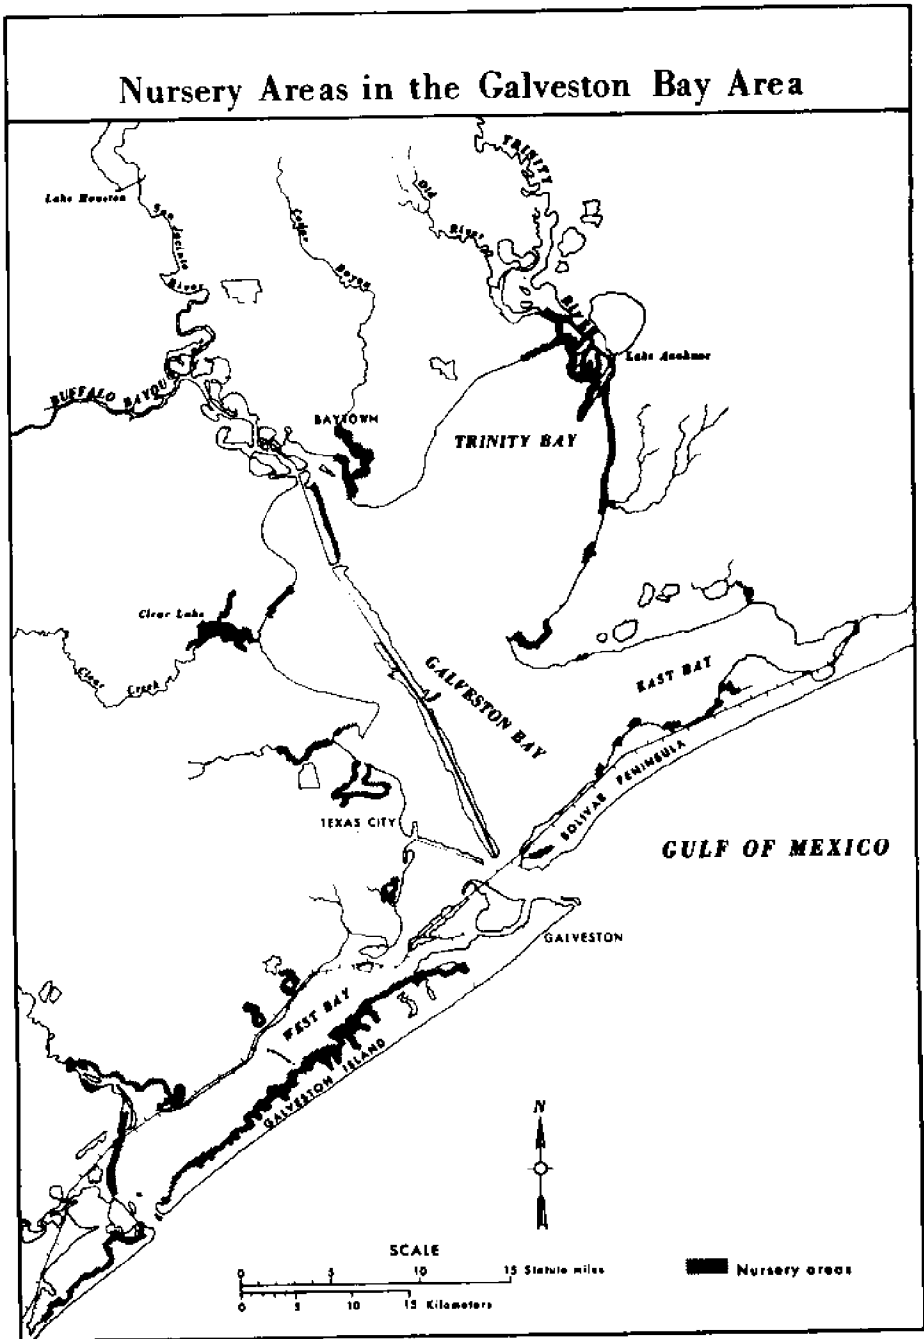 Nursery Areas in the Galveston Bay Area
TRINITY
RIVER
Lake Houston
San Jacinto
River
Cedar
Bayou
Old
River
Lake Anahuac
BUFFALO BAYOU
BAYTOWN
TRINITY BAY
Clear Lake
Clear
Creek
GALVESTON BAY
EAST BAY
BOLIVAR PENINSULA
TEXAS CITY
GULF OF MEXICO
GALVESTON
WEST BAY
GALVESTON ISLAND
N
SCALE
0 5 10 15 Statute miles
0 5 10 15 Kilometers
Nursery areas